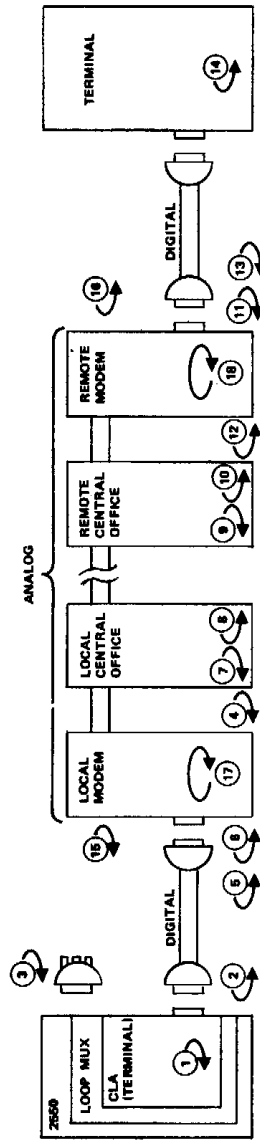 ANALOG
2550
LOOP MUX
CLA
(TERMINAL)
1
2
3
DIGITAL
5
6
15
LOCAL
MODEM
17
4
LOCAL
CENTRAL
OFFICE
7
8
REMOTE
CENTRAL
OFFICE
9
10
12
REMOTE
MODEM
18
16
11
13
DIGITAL
TERMINAL
14